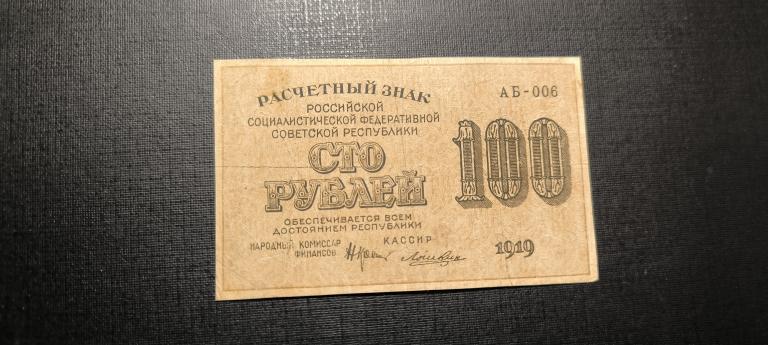 РАСЧЕТНЫЙ ЗНАК
РОССИЙСКОЙ
СОЦИАЛИСТИЧЕСКОЙ ФЕДЕРАТИВНОЙ
СОВЕТСКОЙ РЕСПУБЛИКИ
СТО
РУБЛЕЙ
ОБЕСПЕЧИВАЕТСЯ ВСЕМ
ДОСТОЯНИЕМ РЕСПУБЛИКИ
НАРОДНЫЙ КОМИССАР
ФИНАНСОВ
КАССИР
АБ-006
100
1919